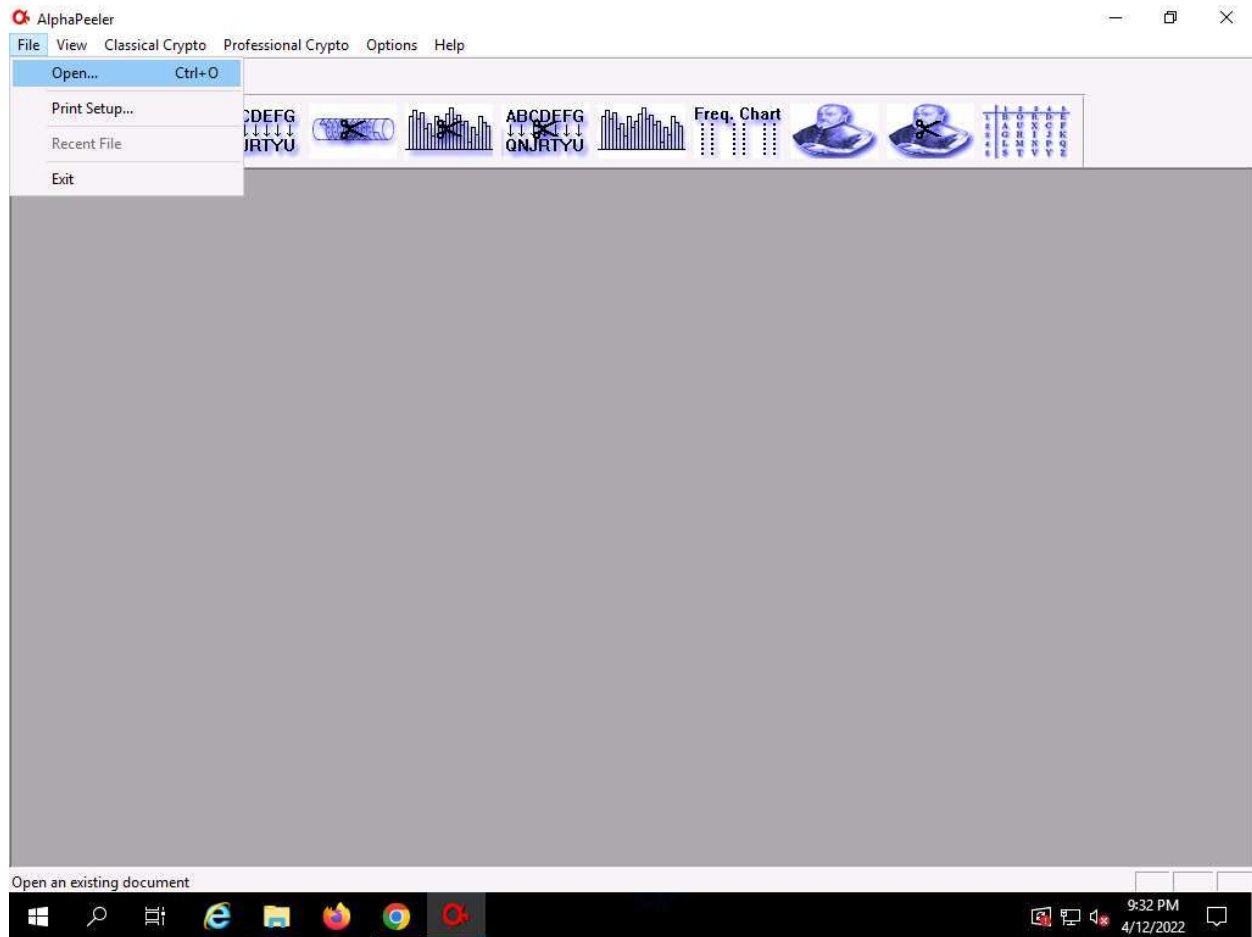 AlphaPeeler
File View Classical Crypto Professional Crypto Options Help
Open... Ctrl+O
Print Setup...
Recent File
Exit
CDEFG
JRTYU
ABCDEFG
QNJRTYU
Freq. Chart
Open an existing document
9:32 PM
4/12/2022